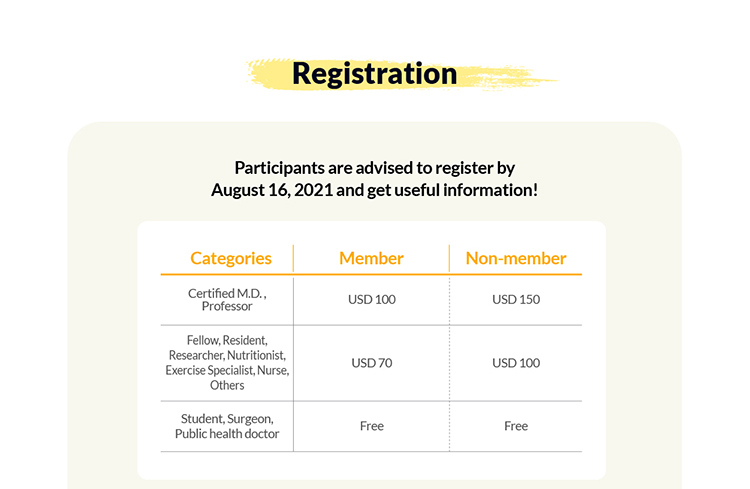 Registration
Participants are advised to register by
August 16, 2021 and get useful information!
Categories Member Non-member
Certified M.D. ,
Professor
USD 100 USD 150
Fellow, Resident,
Researcher, Nutritionist,
Exercise Specialist, Nurse,
Others
USD 70 USD 100
Student, Surgeon,
Public health doctor
Free Free